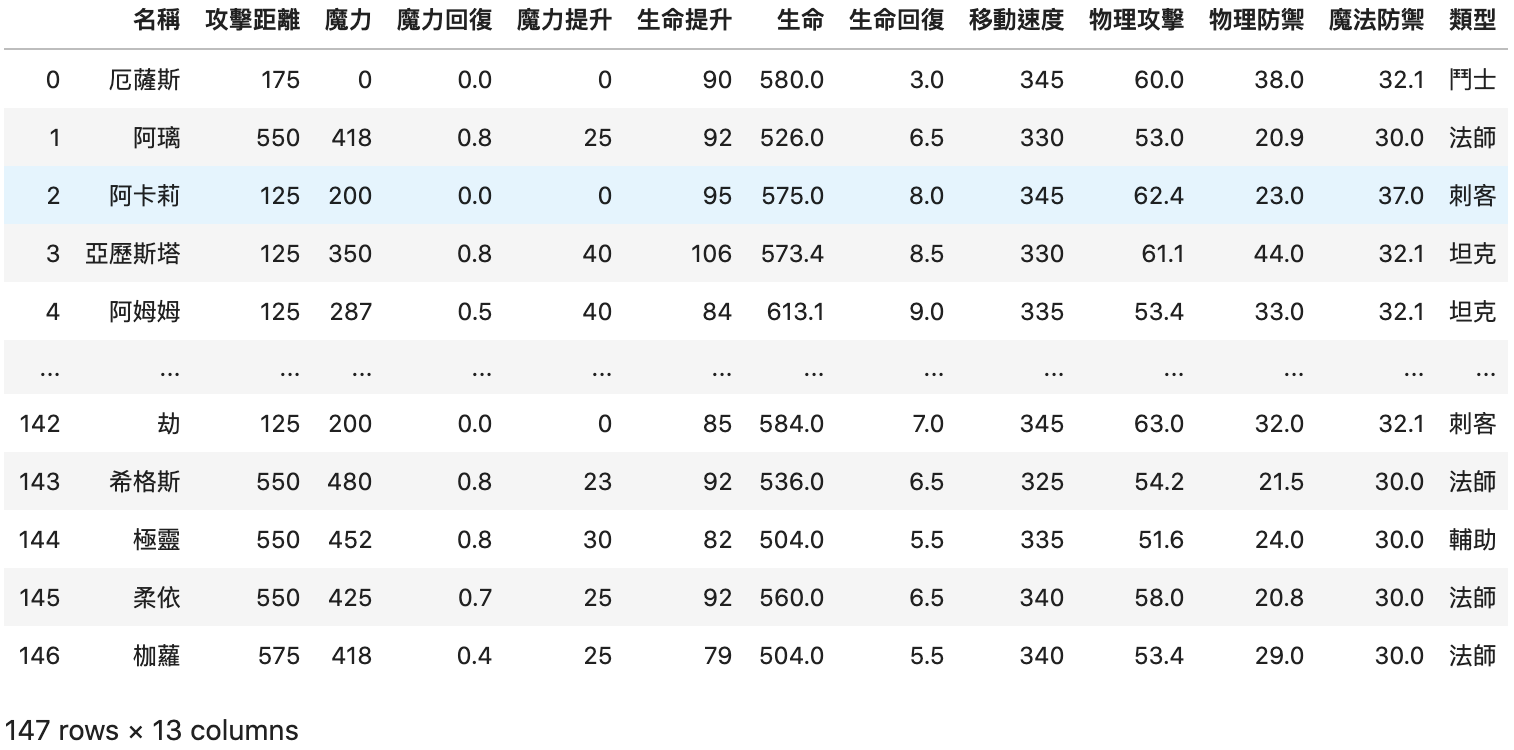 名稱 攻擊距離 魔力 魔力回復 魔力提升 生命提升 生命 生命回復 移動速度 物理攻擊 物理防禦 魔法防禦 類型
0 厄薩斯 175 0 0.0 0 90 580.0 3.0 345 60.0 38.0 32.1 鬥士
1 阿璃 550 418 0.8 25 92 526.0 6.5 330 53.0 20.9 30.0 法師
2 阿卡莉 125 200 0.0 0 95 575.0 8.0 345 62.4 23.0 37.0 刺客
3 亞歷斯塔 125 350 0.8 40 106 573.4 8.5 330 61.1 44.0 32.1 坦克
4 阿姆姆 125 287 0.5 40 84 613.1 9.0 335 53.4 33.0 32.1 坦克
... ... ... ... ... ... ... ... ... ... ... ... ... ...
142 劫 125 200 0.0 0 85 584.0 7.0 345 63.0 32.0 32.1 刺客
143 希格斯 550 480 0.8 23 92 536.0 6.5 325 54.2 21.5 30.0 法師
144 極靈 550 452 0.8 30 82 504.0 5.5 335 51.6 24.0 30.0 輔助
145 柔依 550 425 0.7 25 92 560.0 6.5 340 58.0 20.8 30.0 法師
146 枷蘿 575 418 0.4 25 79 504.0 5.5 340 53.4 29.0 30.0 法師
147 rows × 13 columns